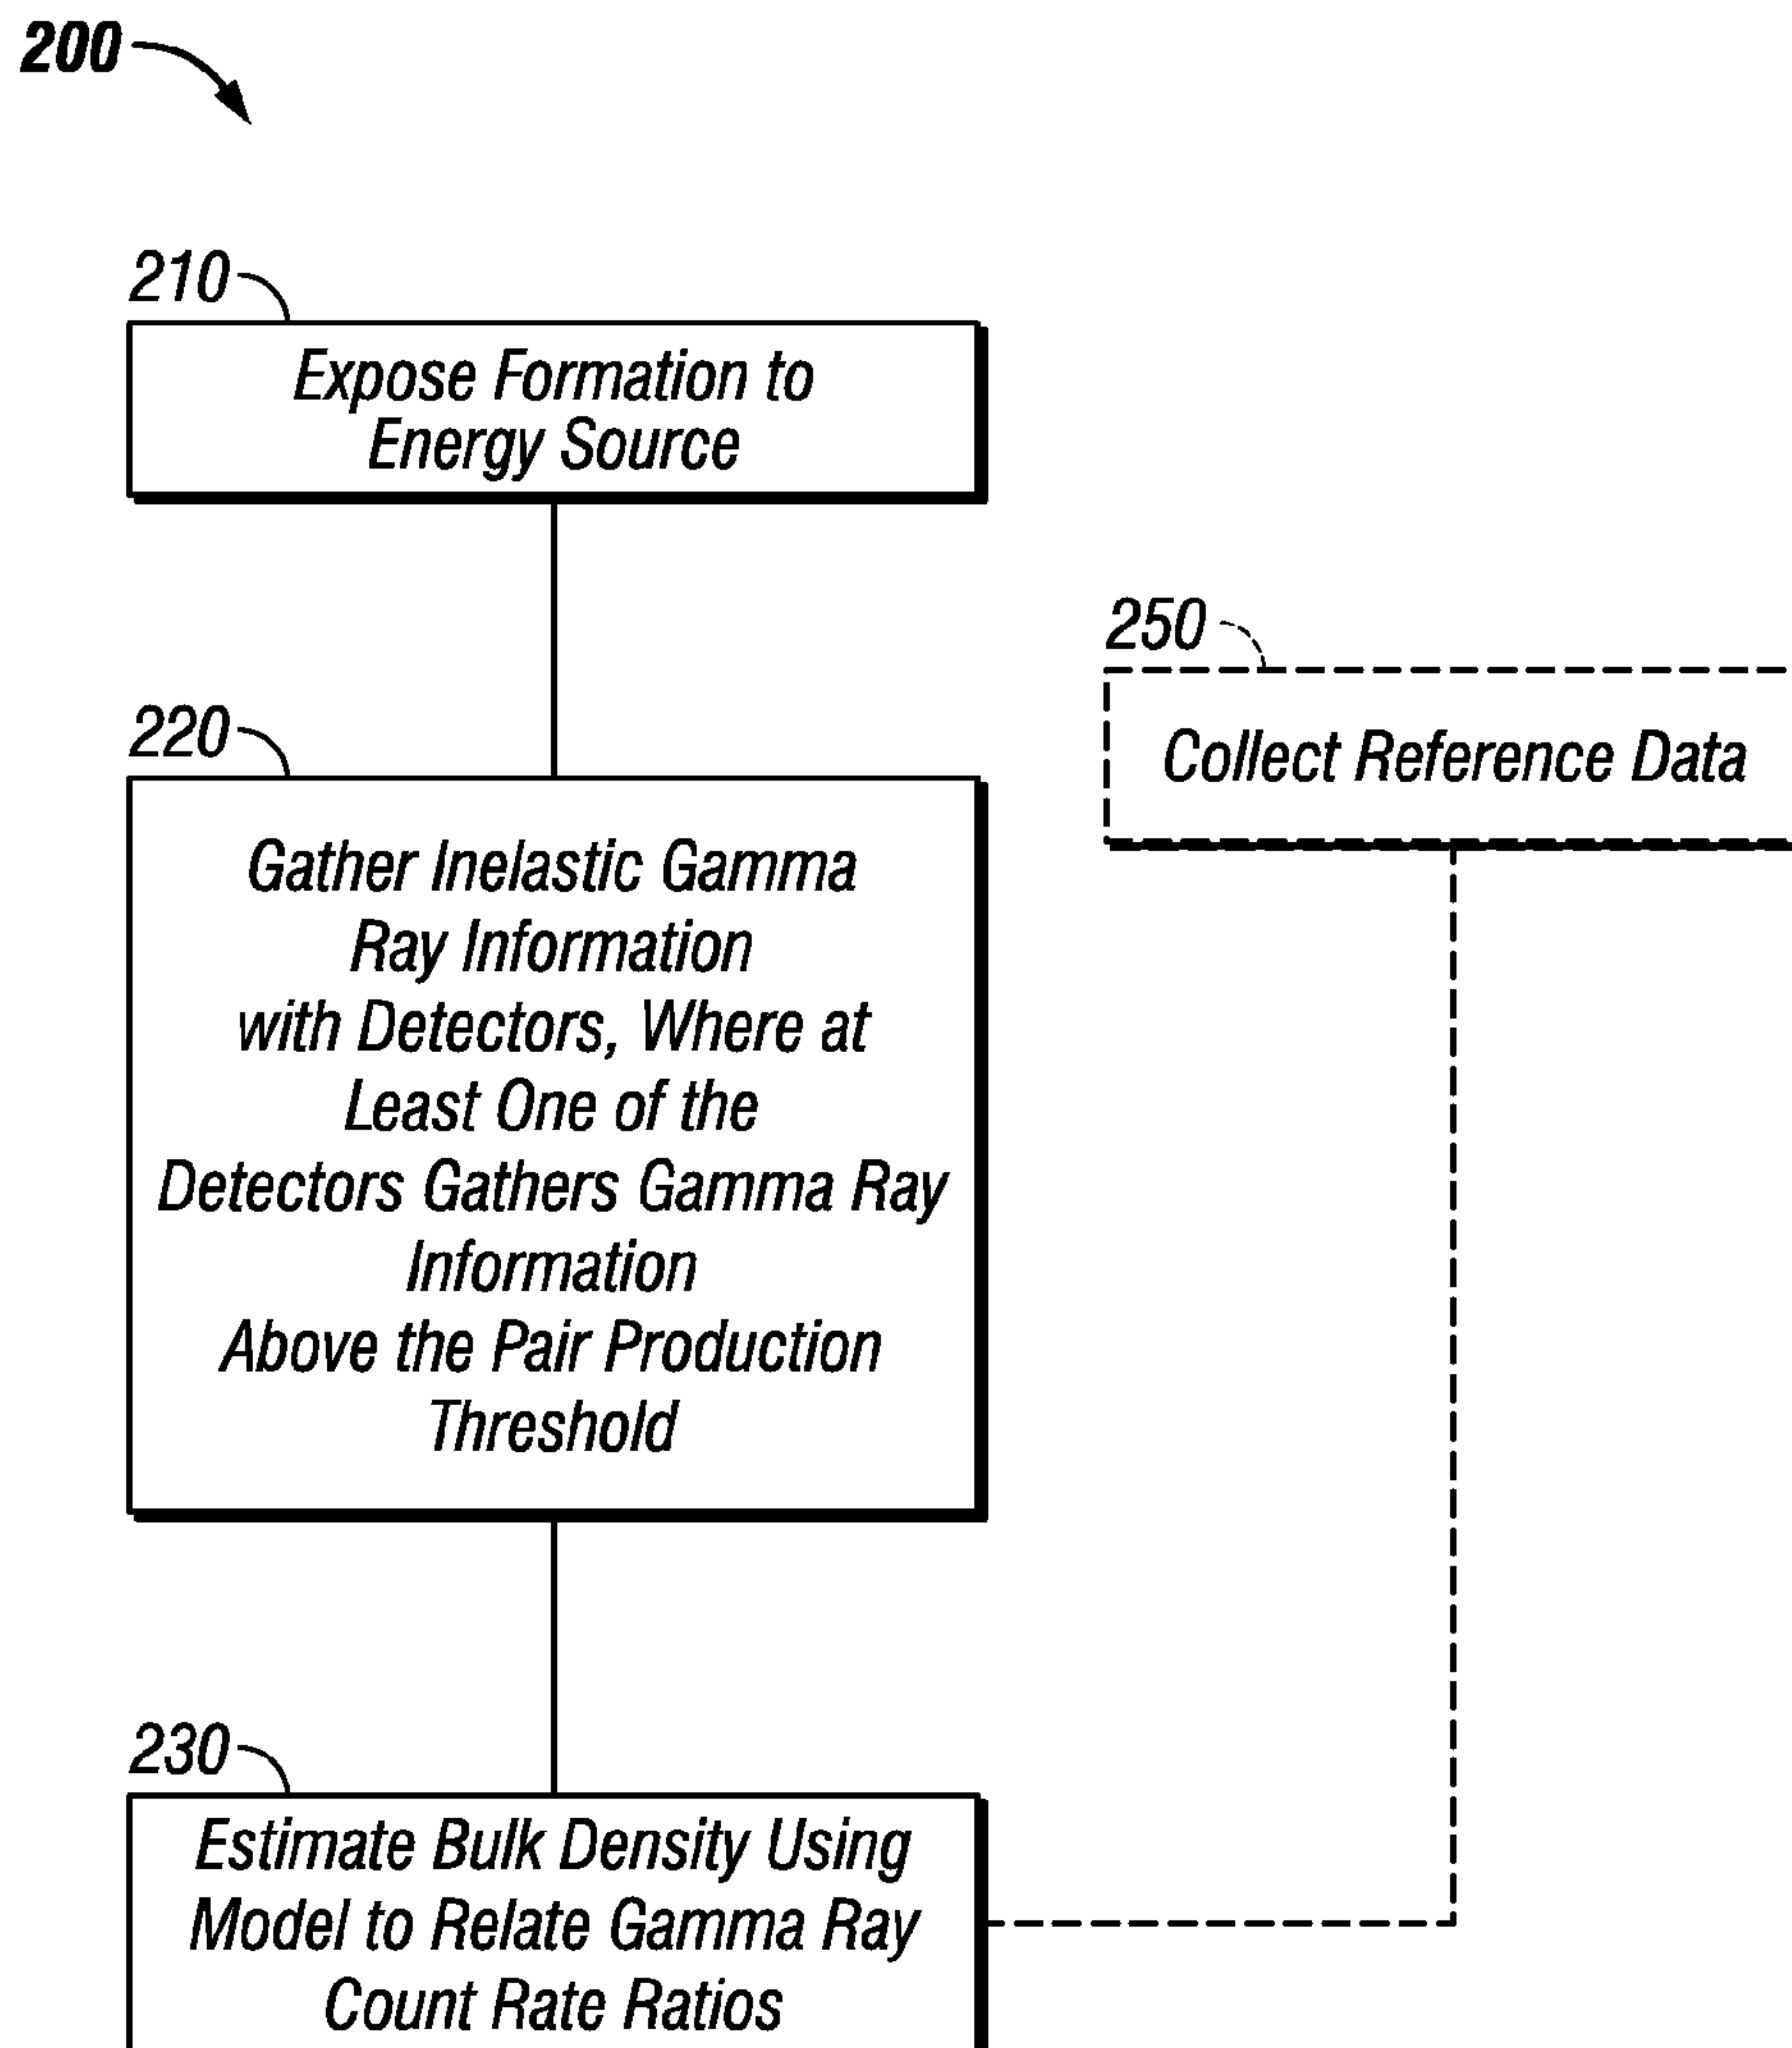 200
210
Expose Formation to
Energy Source
250
Collect Reference Data
220
Gather Inelastic Gamma
Ray Information
with Detectors, Where at
Least One of the
Detectors Gathers Gamma Ray
Information
Above the Pair Production
Threshold
230
Estimate Bulk Density Using
Model to Relate Gamma Ray
Count Rate Ratios